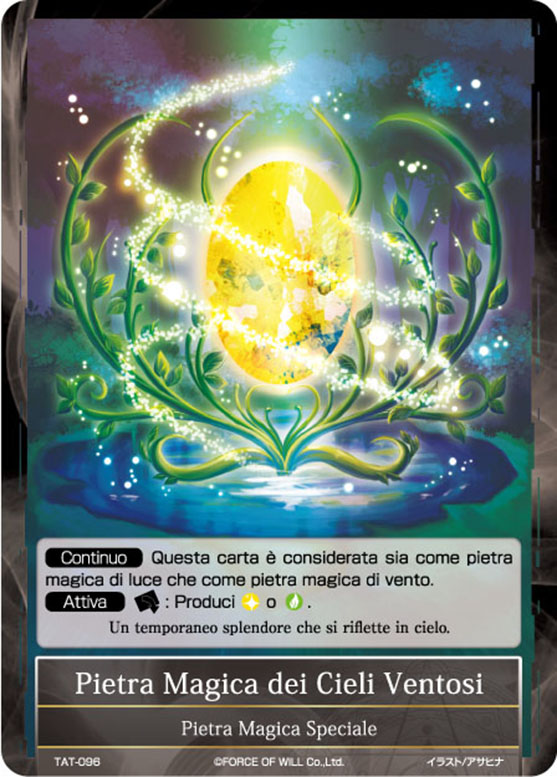 Continuo Questa carta è considerata sia come pietra
magica di luce che come pietra magica di vento.
Attiva : Produci o .
Un temporaneo splendore che si riflette in cielo.
Pietra Magica dei Cieli Ventosi
Pietra Magica Speciale
TAT-096 ©FORCE OF WILL Co.,Ltd. イラスト/アサヒナ